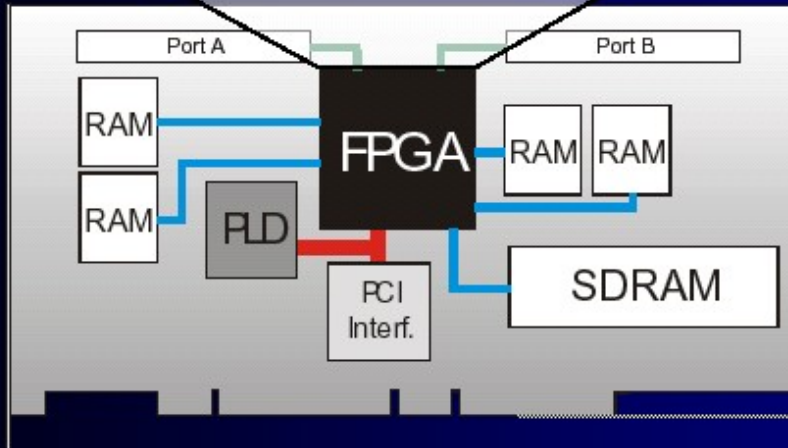 Port A
Port B
RAM
FPGA
RAM
RAM
RAM
PLD
PCI
Interf.
SDRAM